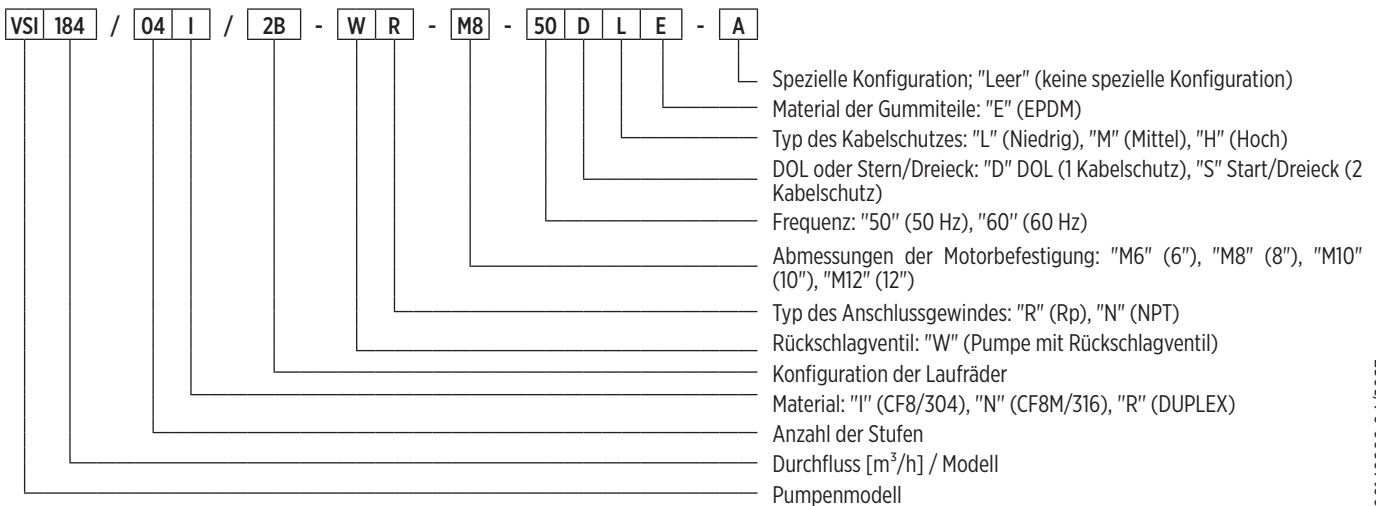 VSI 184 / 04 I / 2B - W R - M8 - 50 D L E - A
Spezielle Konfiguration; "Leer" (keine spezielle Konfiguration)
Material der Gummiteile: "E" (EPDM)
Typ des Kabelschutzes: "L" (Niedrig), "M" (Mittel), "H" (Hoch)
DOL oder Stern/Dreieck: "D" DOL (1 Kabelschutz), "S" Start/Dreieck (2
Kabelschutz)
Frequenz: "50" (50 Hz), "60" (60 Hz)
Abmessungen der Motorbefestigung: "M6" (6"), "M8" (8"), "M10"
(10"), "M12" (12")
Typ des Anschlussgewindes: "R" (Rp), "N" (NPT)
Rückschlagventil: "W" (Pumpe mit Rückschlagventil)
Konfiguration der Laufräder
Material: "I" (CF8/304), "N" (CF8M/316), "R" (DUPLEX)
Anzahl der Stufen
Durchfluss [m³/h] / Modell
Pumpenmodell